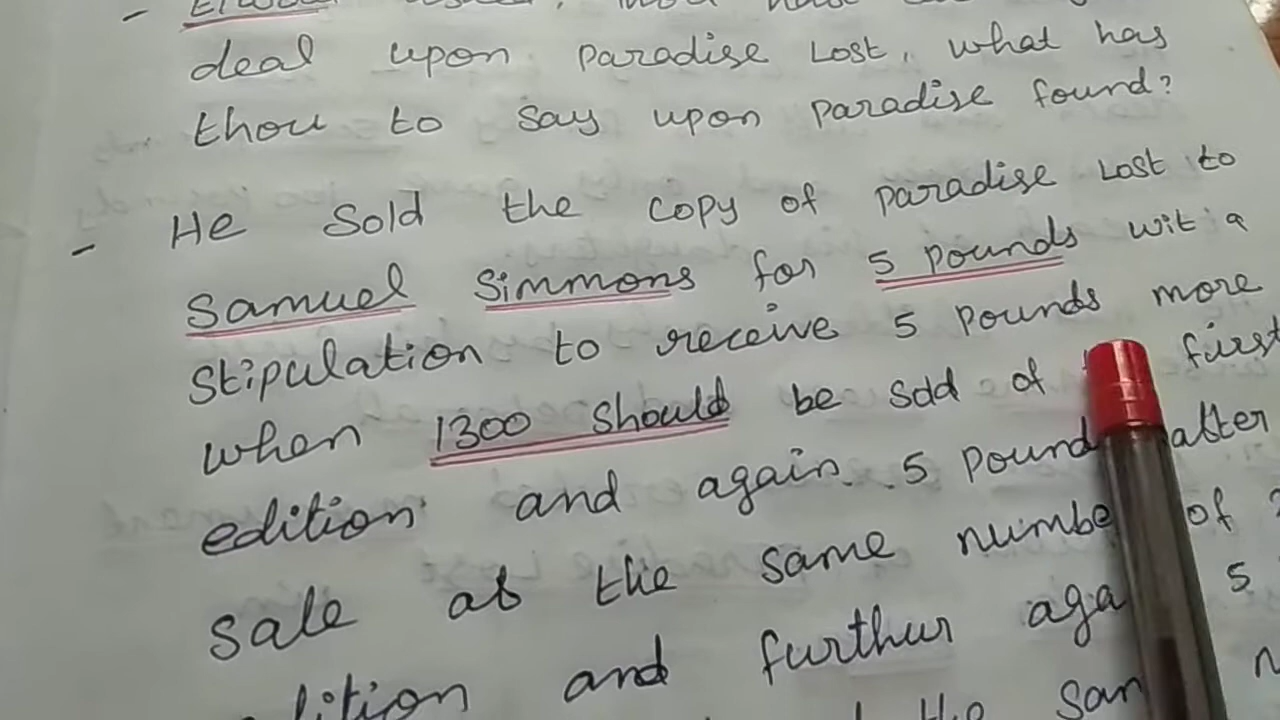 deal upon paradise Lost, what has
thou to say upon paradise found?
- He sold the copy of paradise Lost to
Samuel Simmons for 5 pounds wit a
stipulation to receive 5 pounds more
when 1300 should be sold of first
edition and again 5 pound after
sale at the same number of
and furthur aga 5